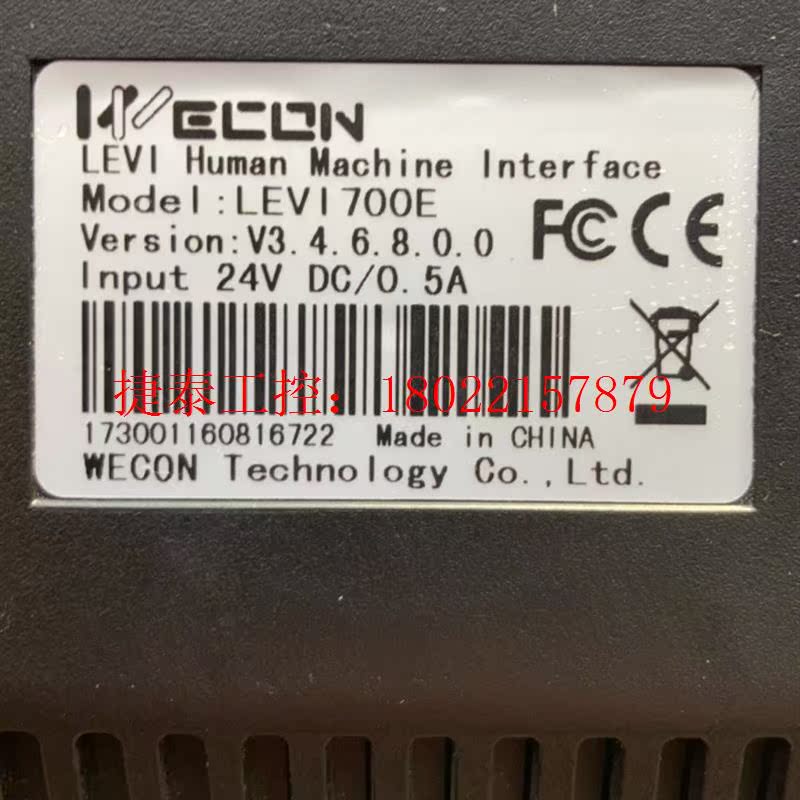 WECON
LEVI Human Machine Interface
Model:LEVI700E
Version:V3.4.6.8.0.0
FC CE
Input 24V DC/0.5A
捷泰工控：18022157879
173001160816722 Made in CHINA
WECON Technology Co.,Ltd.